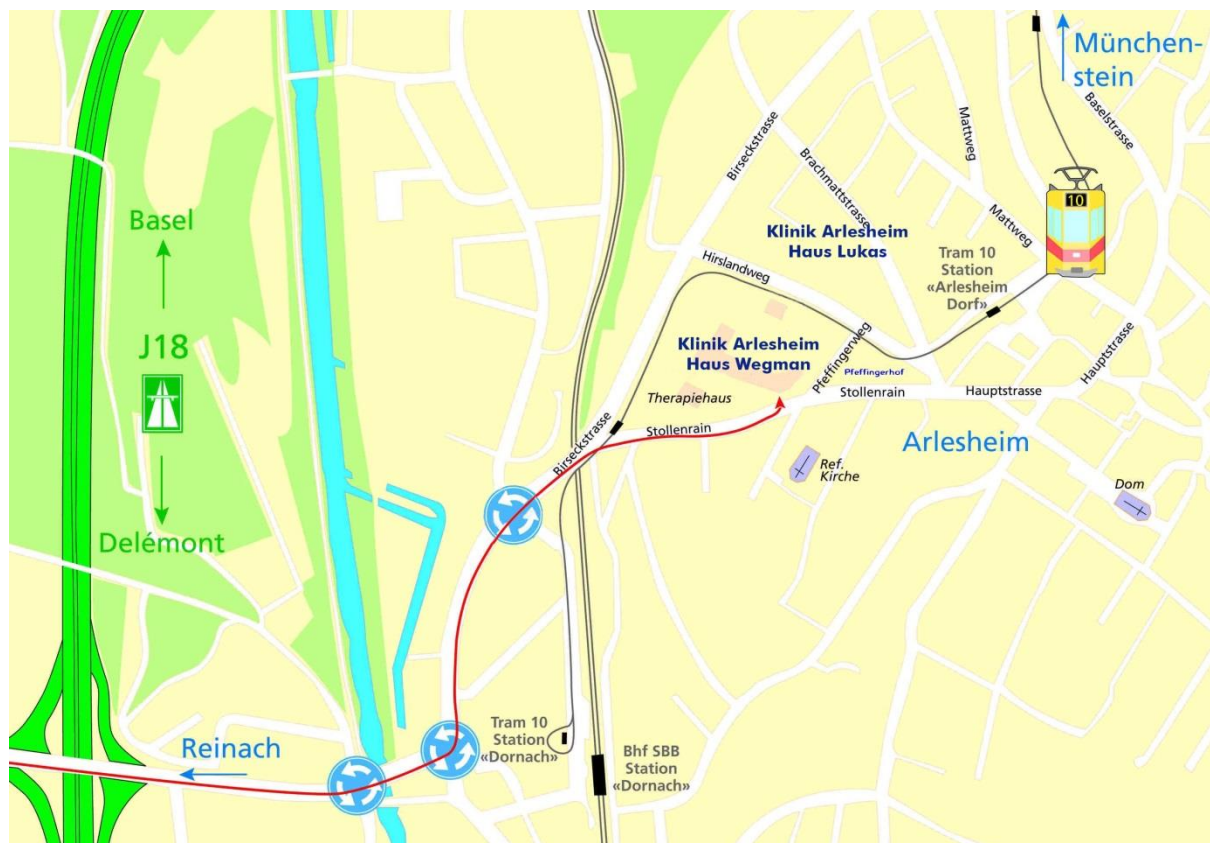 München-
stein
Baselstrasse
Mattweg
10
Mattweg
Birseckstrasse
Brachmattstrasse
Basel
Klinik Arlesheim
Haus Lukas
Tram 10
Station
«Arlesheim
Dorf»
Hirslandweg
J18
Klinik Arlesheim
Haus Wegman
Pfeffingerweg
Pfeffingerhof
Hauptstrasse
Stollenrain
Hauptstrasse
Therapiehaus
Birseckstrasse
Stollenrain
Arlesheim
Ref.
Kirche
Dom
Delémont
Reinach
Tram 10
Station
«Dornach»
Bhf SBB
Station
«Dornach»